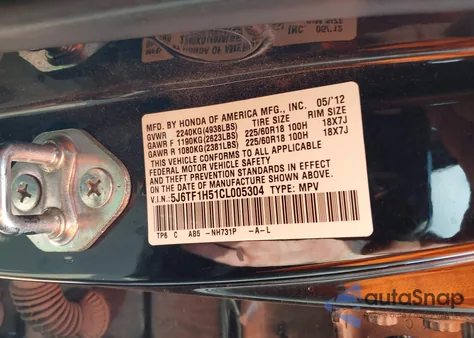 MFD. BY HONDA OF AMERICA MFG., INC. 05/'12
GVWR 2240KG(4938LBS) TIRE SIZE RIM SIZE
GAWR F 1190KG(2623LBS) 225/60R18 100H 18X7J
GAWR R 1080KG(2381LBS) 225/60R18 100H 18X7J
THIS VEHICLE CONFORMS TO ALL APPLICABLE
FEDERAL MOTOR VEHICLE SAFETY
AND THEFT PREVENTION STANDARDS IN EFFECT
ON THE DATE OF MANUFACTURE SHOWN ABOVE.
V.I.N: 5J6TF1H51CL005304 TYPE: MPV
TP6 C AB5 -NH731P -A-L
autoSnap